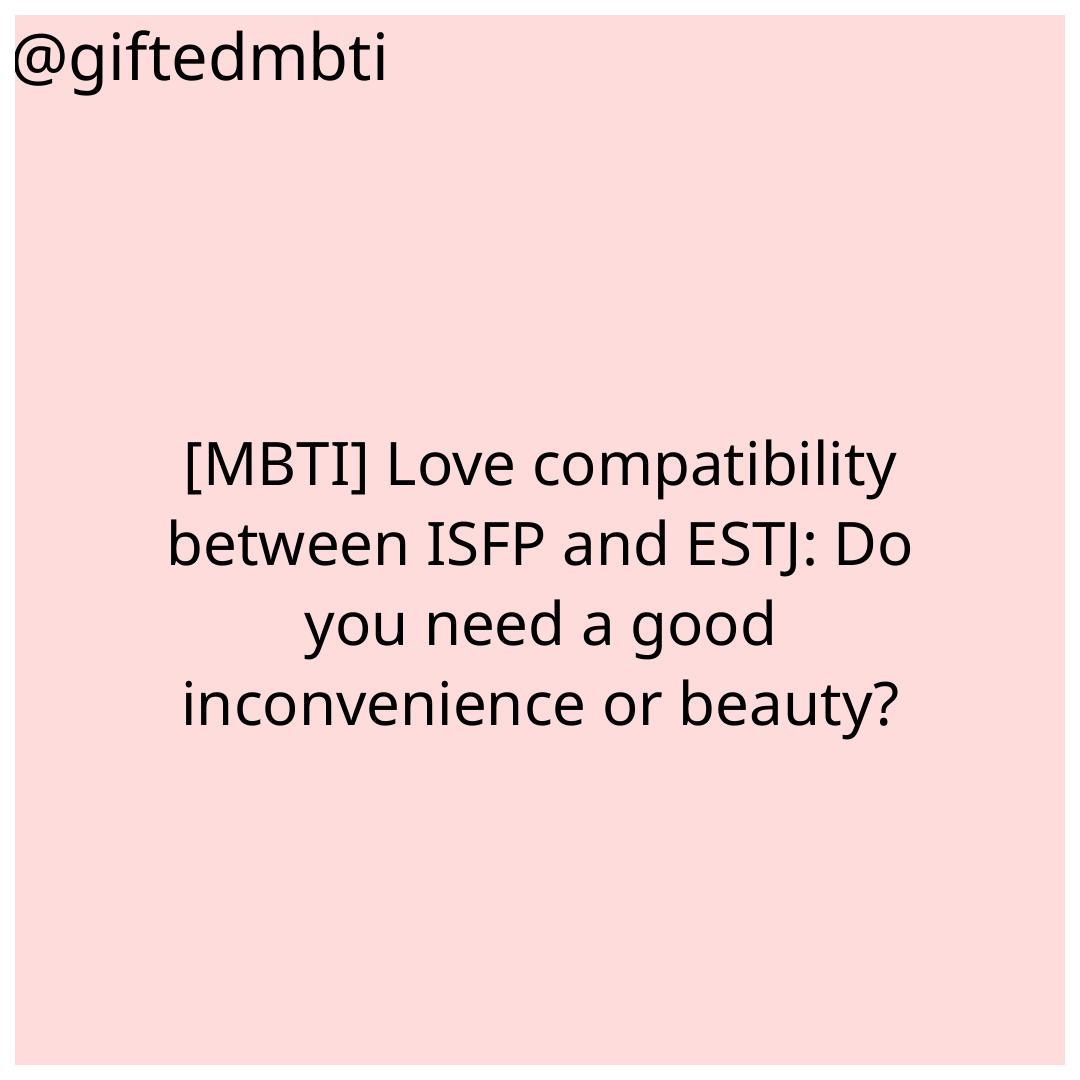 @giftedmbti
[MBTI] Love compatibility
between ISFP and ESTJ: Do
you need a good
inconvenience or beauty?